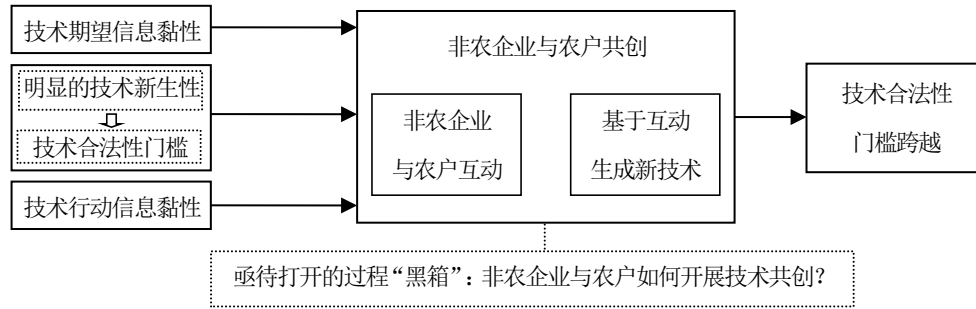 技术期望信息黏性
明显的技术新生性
技术合法性门槛
技术行动信息黏性
非农企业与农户共创
非农企业
与农户互动
基于互动
生成新技术
技术合法性
门槛跨越
亟待打开的过程“黑箱”：非农企业与农户如何开展技术共创？